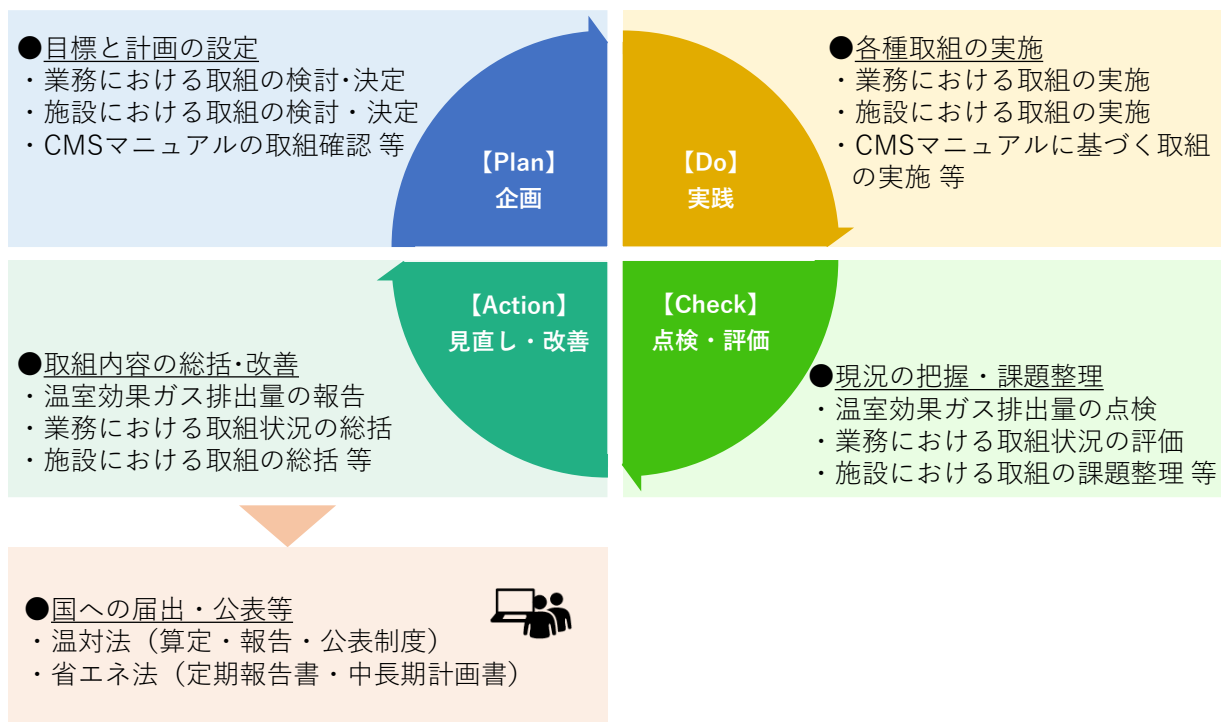 ●目標と計画の設定
・業務における取組の検討･決定
・施設における取組の検討・決定
・CMSマニュアルの取組確認 等
【Plan】
企画
【Do】
実践
●各種取組の実施
・業務における取組の実施
・施設における取組の実施
・CMSマニュアルに基づく取組
の実施 等
【Action】
見直し・改善
●取組内容の総括･改善
・温室効果ガス排出量の報告
・業務における取組状況の総括
・施設における取組の総括 等
【Check】
点検・評価
●現況の把握・課題整理
・温室効果ガス排出量の点検
・業務における取組状況の評価
・施設における取組の課題整理 等
●国への届出・公表等
・温対法（算定・報告・公表制度）
・省エネ法（定期報告書・中長期計画書）